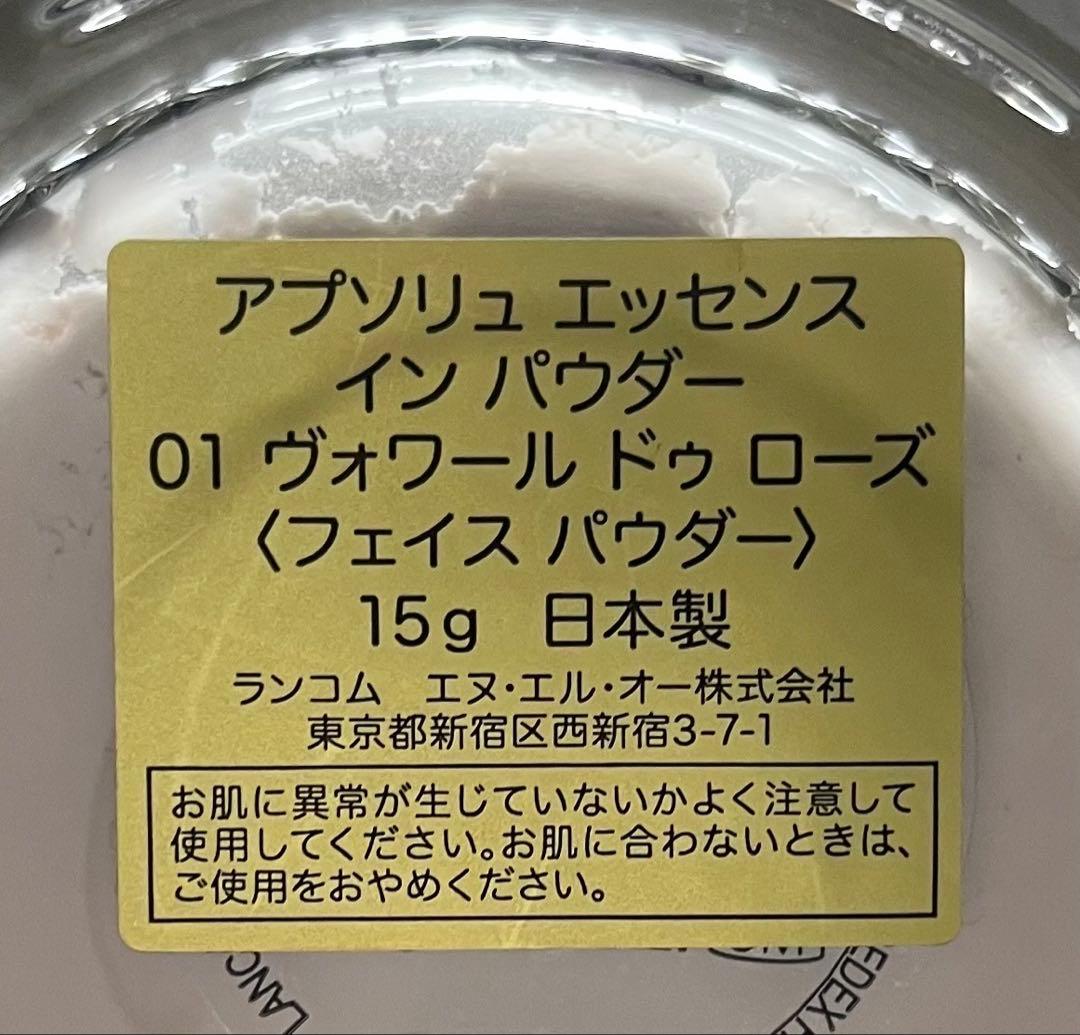 アプソリュ エッセンス
イン パウダー
01 ヴォワール ドゥ ローズ
〈フェイス パウダー〉
15g 日本製
ランコム エヌ・エル・オー株式会社
東京都新宿区西新宿3-7-1
お肌に異常が生じていないかよく注意して
使用してください。お肌に合わないときは、
ご使用をおやめください。
LANC